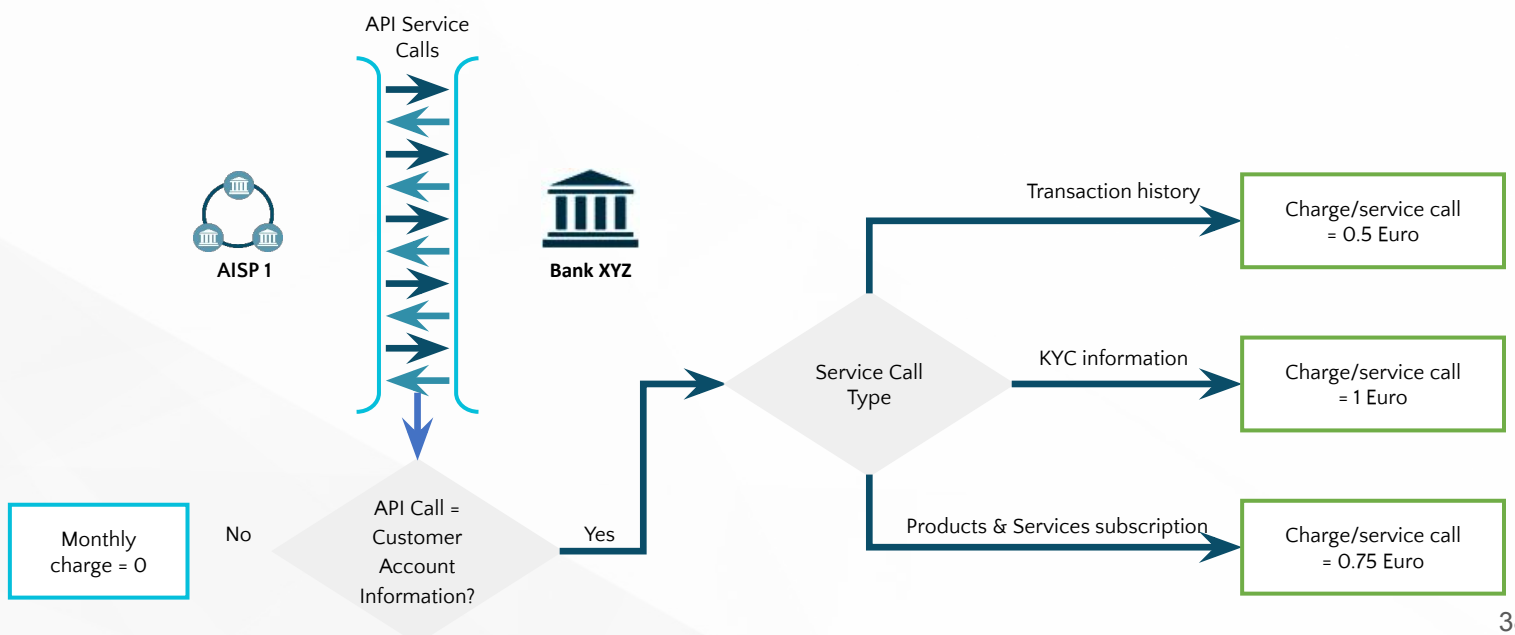 API Service
Calls
AISP 1
Bank XYZ
Transaction history
Charge/service call
= 0.5 Euro
Service Call
Type
KYC information
Charge/service call
= 1 Euro
Monthly
charge = 0
No
API Call =
Customer
Account
Information?
Yes
Products & Services subscription
Charge/service call
= 0.75 Euro